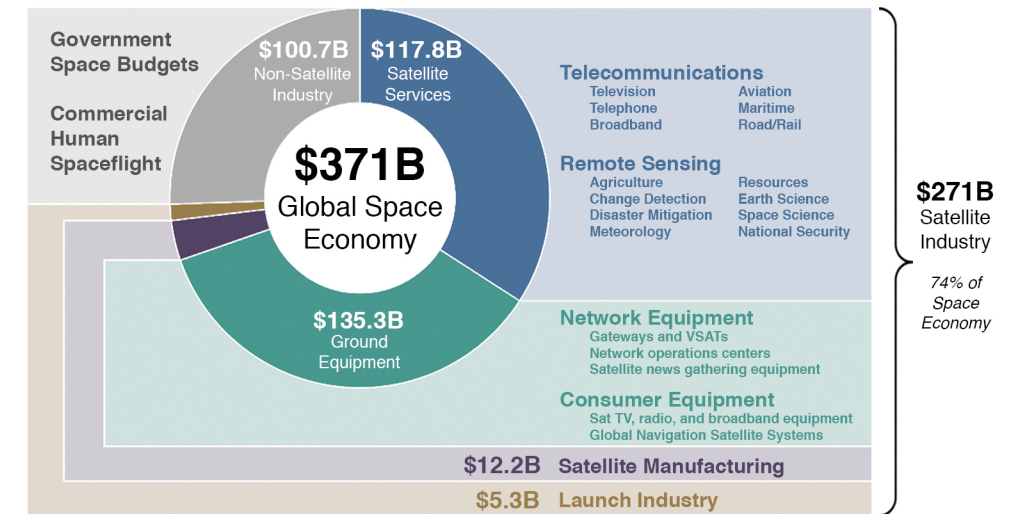 Government
Space Budgets
Commercial
Human
Spaceflight
$100.7B
Non-Satellite
Industry
$117.8B
Satellite
Services
$371B
Global Space
Economy
$135.3B
Ground
Equipment
Telecommunications
Television
Telephone
Broadband
Aviation
Maritime
Road/Rail
Remote Sensing
Agriculture
Change Detection
Disaster Mitigation
Meteorology
Resources
Earth Science
Space Science
National Security
Network Equipment
Gateways and VSATs
Network operations centers
Satellite news gathering equipment
Consumer Equipment
Sat TV, radio, and broadband equipment
Global Navigation Satellite Systems
$12.2B Satellite Manufacturing
$5.3B Launch Industry
$271B
Satellite
Industry
74% of
Space
Economy